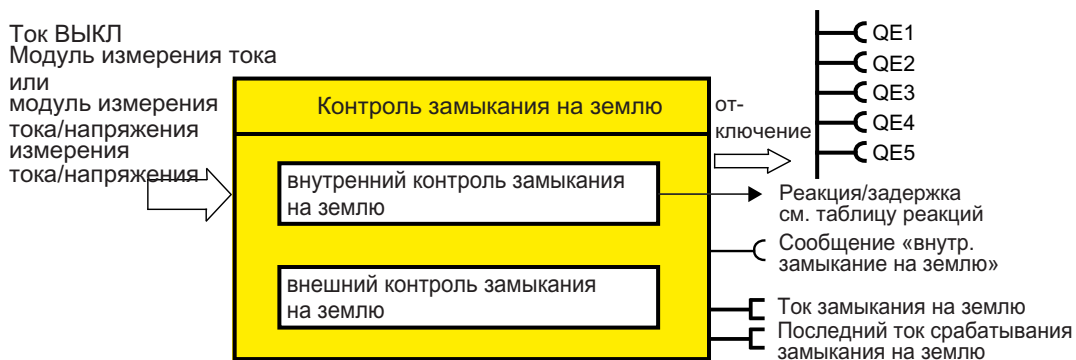 Ток ВЫКЛ
Модуль измерения тока
или
модуль измерения
тока/напряжения
измерения
тока/напряжения
Контроль замыкания на землю
внутренний контроль замыкания
на землю
внешний контроль замыкания
на землю
от-
ключение
QE1
QE2
QE3
QE4
QE5
Реакция/задержка
см. таблицу реакций
Сообщение «внутр.
замыкание на землю»
Ток замыкания на землю
Последний ток срабатывания
замыкания на землю